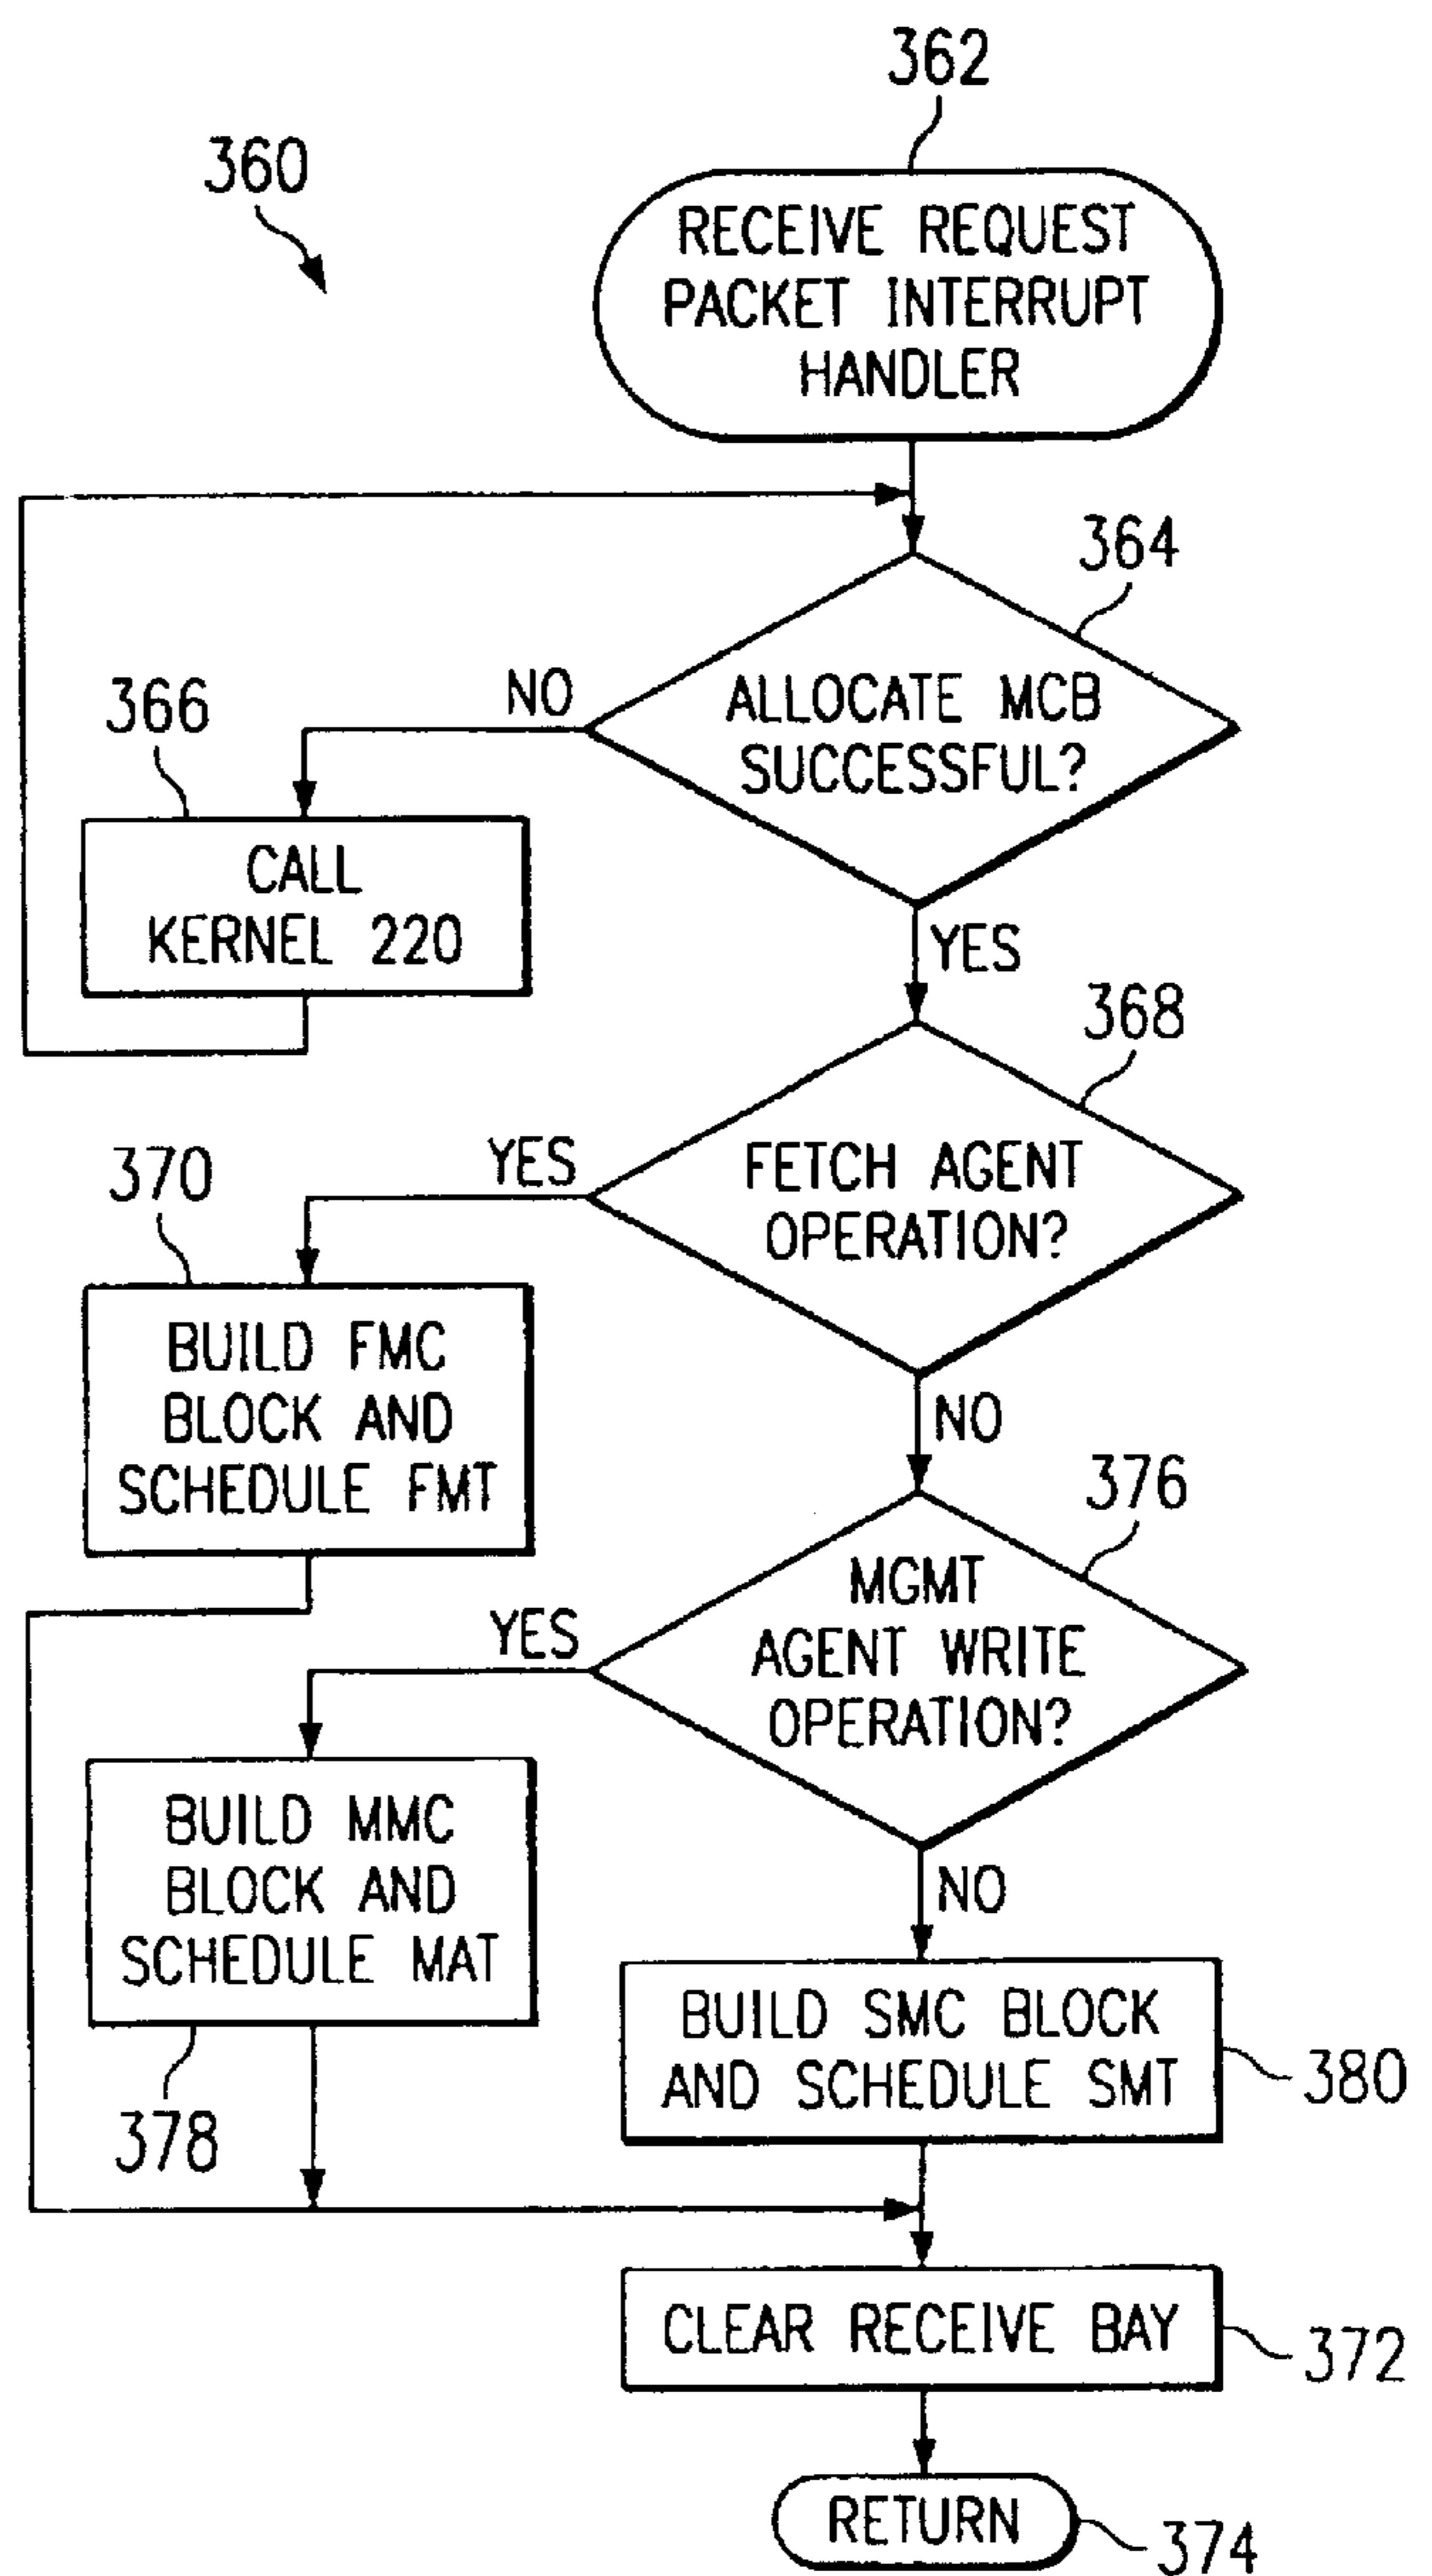 362
360
RECEIVE REQUEST
PACKET INTERRUPT
HANDLER
364
NO
ALLOCATE MCB
SUCCESSFUL?
366
CALL
KERNEL 220
YES
368
YES
FETCH AGENT
OPERATION?
370
BUILD FMC
BLOCK AND
SCHEDULE FMT
NO
376
YES
MGMT
AGENT WRITE
OPERATION?
BUILD MMC
BLOCK AND
SCHEDULE MAT
378
NO
BUILD SMC BLOCK
AND SCHEDULE SMT
380
CLEAR RECEIVE BAY
372
RETURN
374